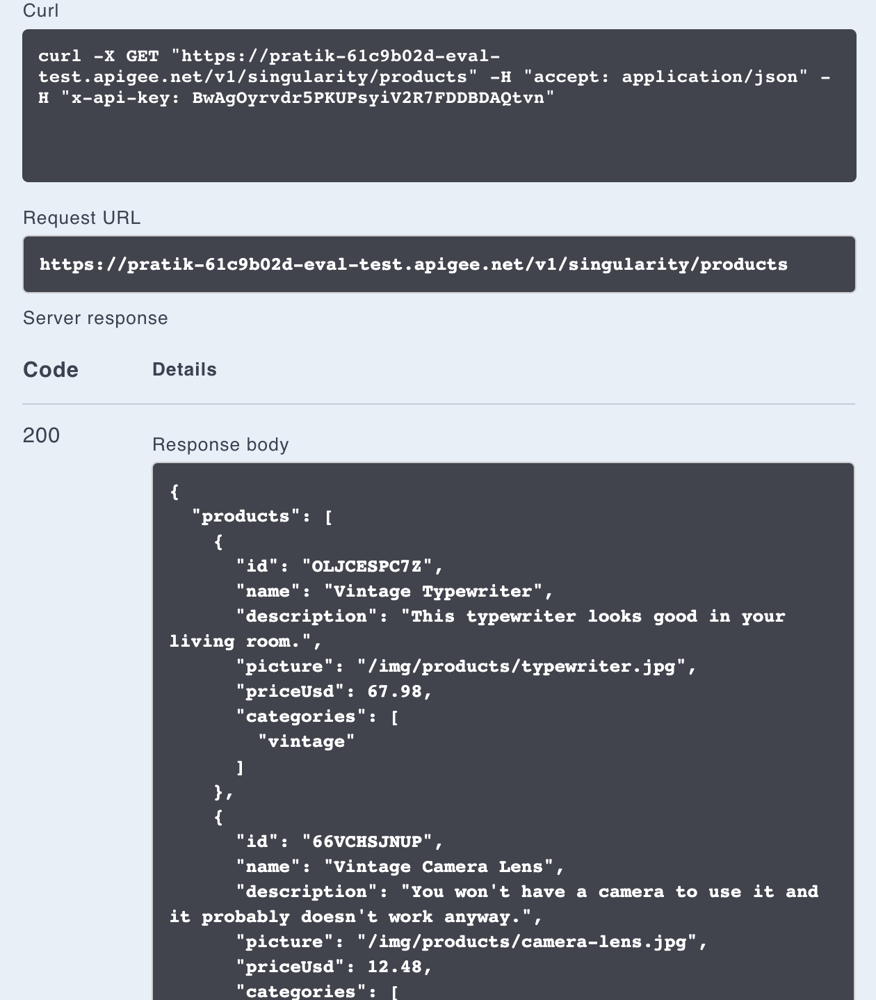 Curl
curl -X GET "https://pratik-61c9b02d-eval-
test.apigee.net/v1/singularity/products" -H "accept: application/json" -
H "x-api-key: BwAgOyrvdr5PKUPsyiV2R7FDDBDAQtvn"
Request URL
https://pratik-61c9b02d-eval-test.apigee.net/v1/singularity/products
Server response
Code Details
200
Response body
{
  "products": [
    {
      "id": "OLJCESPC7Z",
      "name": "Vintage Typewriter",
      "description": "This typewriter looks good in your
living room.",
      "picture": "/img/products/typewriter.jpg",
      "priceUsd": 67.98,
      "categories": [
        "vintage"
      ]
    },
    {
      "id": "66VCHSJNUP",
      "name": "Vintage Camera Lens",
      "description": "You won't have a camera to use it and
it probably doesn't work anyway.",
      "picture": "/img/products/camera-lens.jpg",
      "priceUsd": 12.48,
      "categories": [